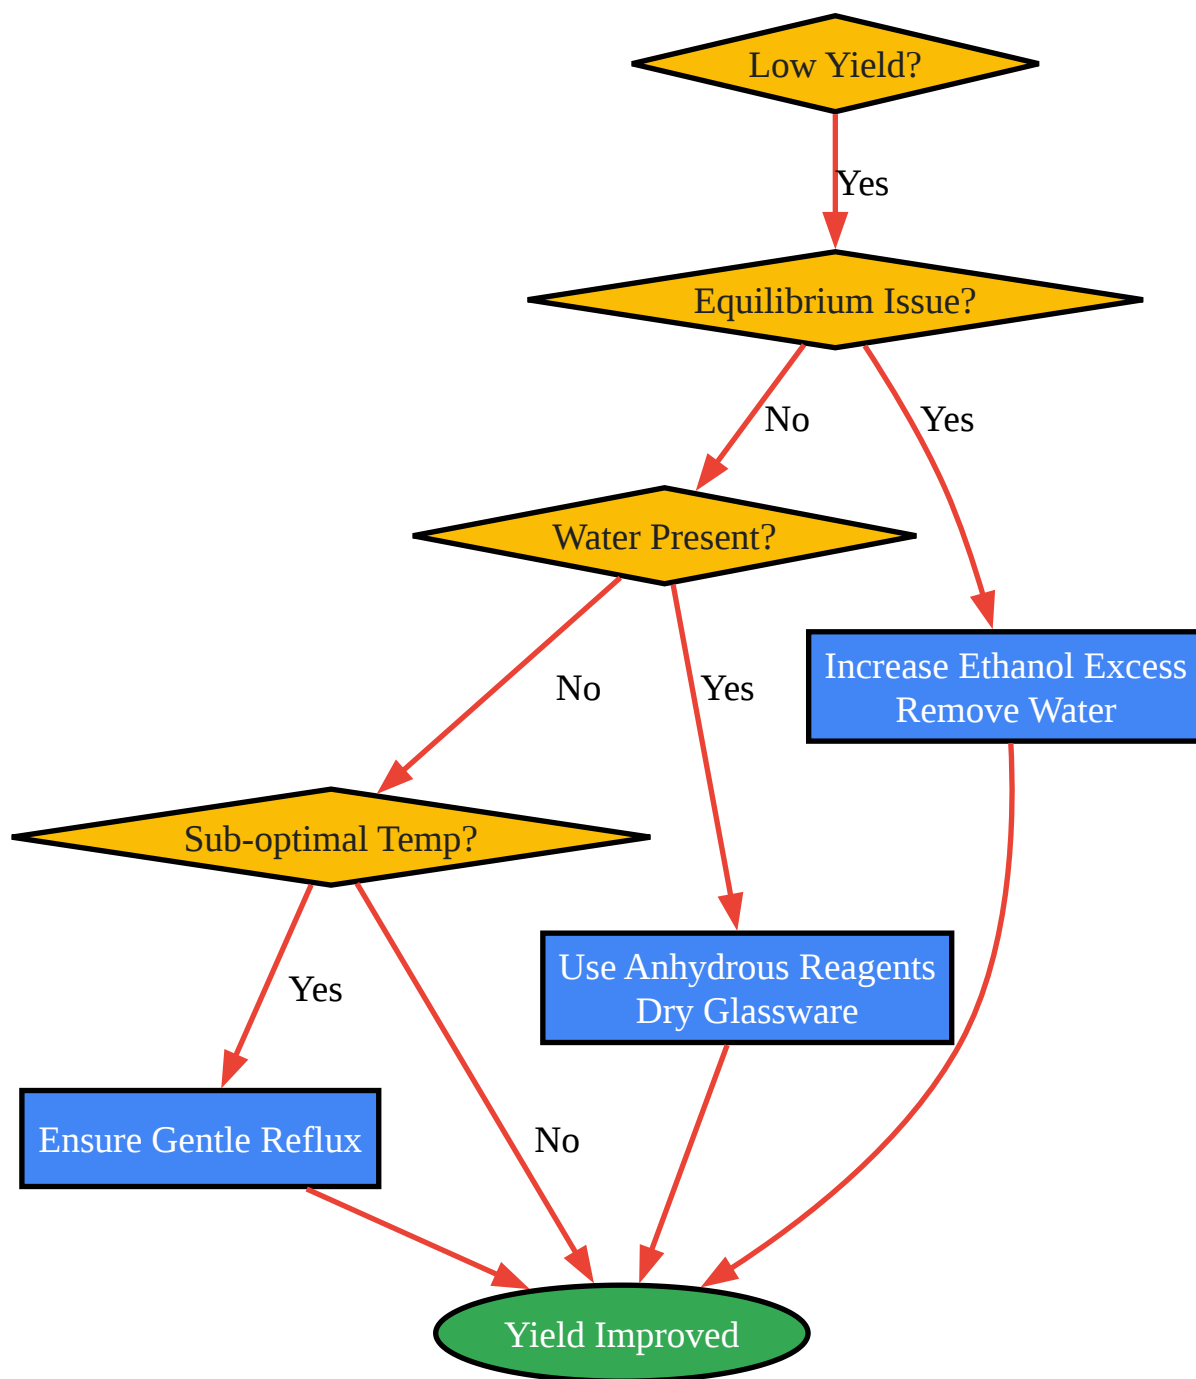 Low Yield?
Yes
Equilibrium Issue?
No
Yes
Water Present?
No
Yes
Increase Ethanol Excess
Remove Water
Sub-optimal Temp?
Yes
No
Use Anhydrous Reagents
Dry Glassware
Ensure Gentle Reflux
Yield Improved